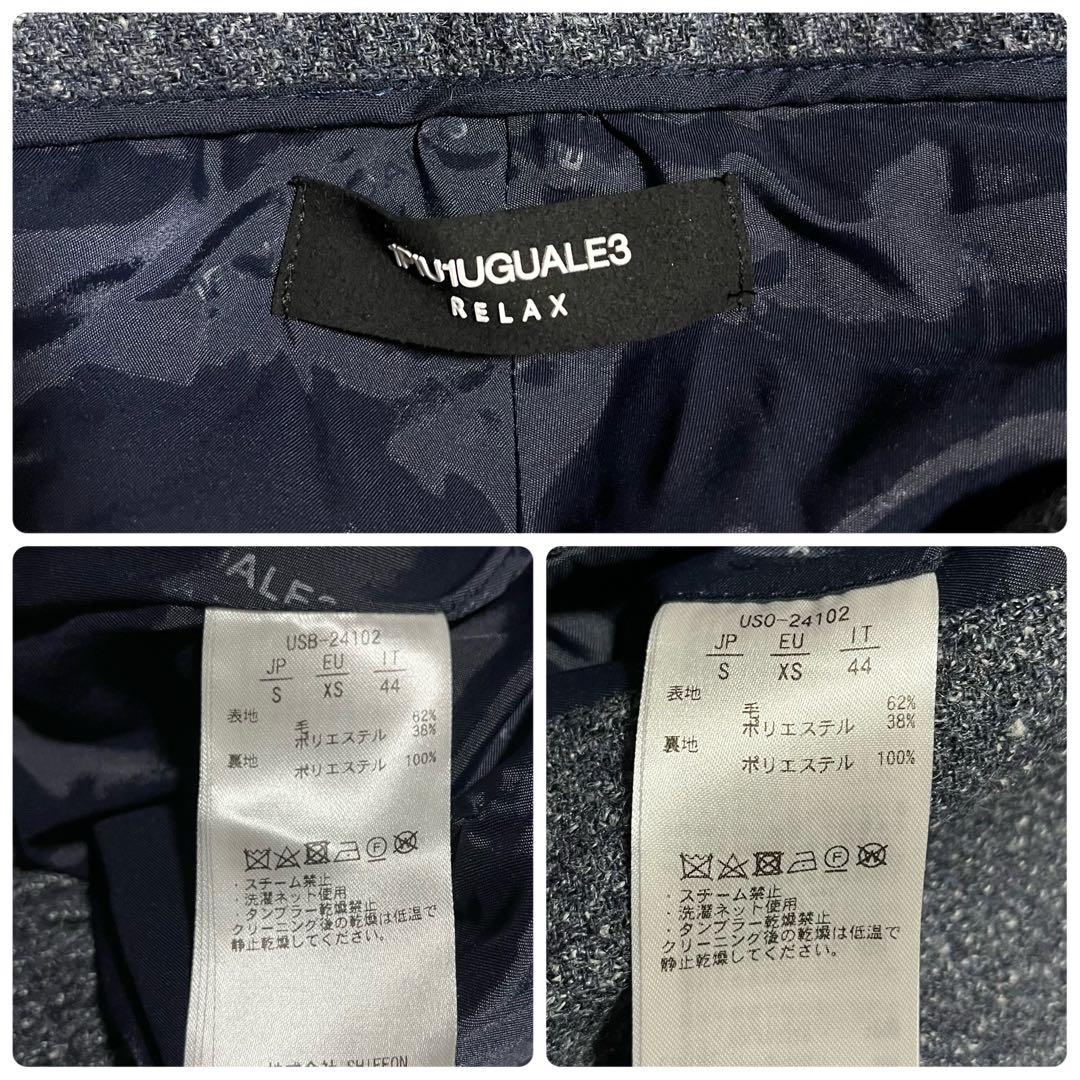 1PIU1UGUALE3
RELAX
UALE3
USB-24102
JP EU IT
S XS 44
表地
毛 62%
ポリエステル 38%
裏地
ポリエステル 100%
・スチーム禁止
・洗濯ネット使用
・タンブラー乾燥禁止
クリーニング後の乾燥は低温で
静止乾燥してください。
株式会社 SHIFFON
USO-24102
JP EU IT
S XS 44
表地
毛 62%
ポリエステル 38%
裏地
ポリエステル 100%
・スチーム禁止
・洗濯ネット使用
・タンブラー乾燥禁止
クリーニング後の乾燥は低温で
静止乾燥してください。